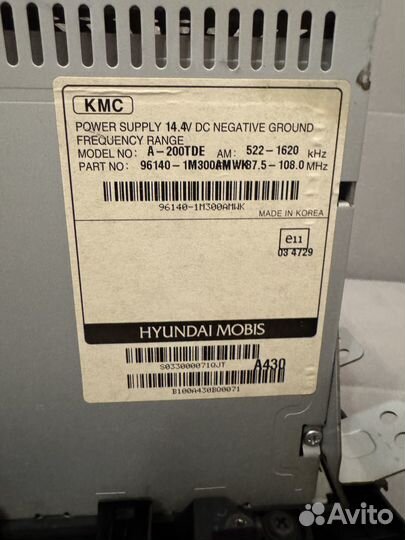 KMC
POWER SUPPLY 14.4V DC NEGATIVE GROUND
FREQUENCY RANGE
MODEL NO: A-200TDE AM: 522-1620 kHz
PART NO: 96140-1M300AMWK 87.5-108.0 MHz
96140-1M300AMWK
MADE IN KOREA
e11
03 4729
HYUNDAI MOBIS
S033000071QJT A430
B100A430B00071
Avito